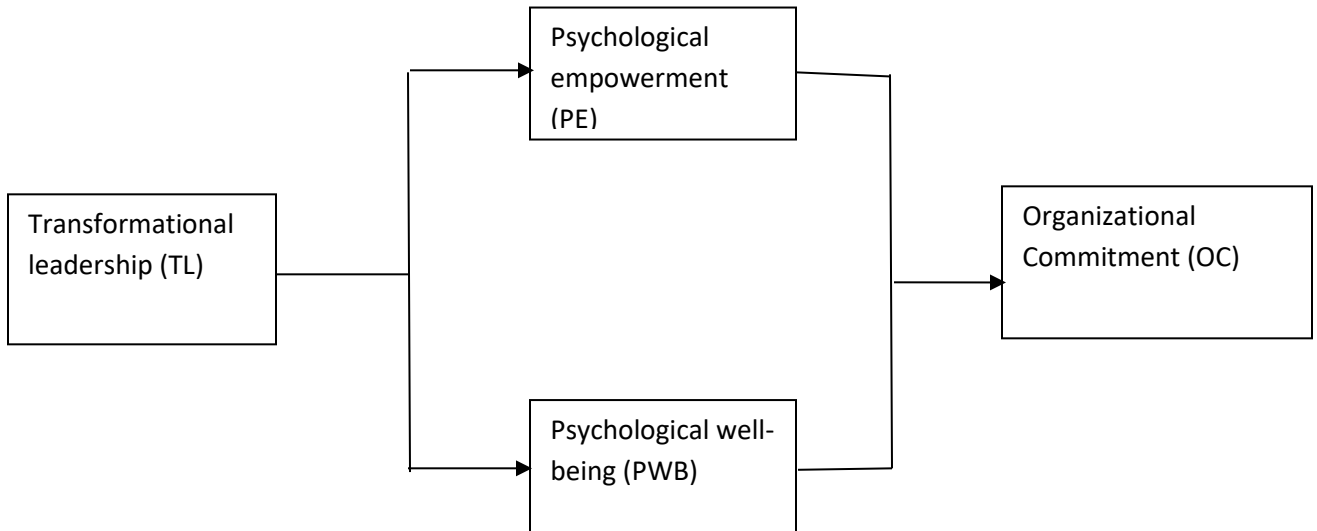 Psychological
empowerment
(PE)
Transformational
leadership (TL)
Organizational
Commitment (OC)
Psychological well-
being (PWB)